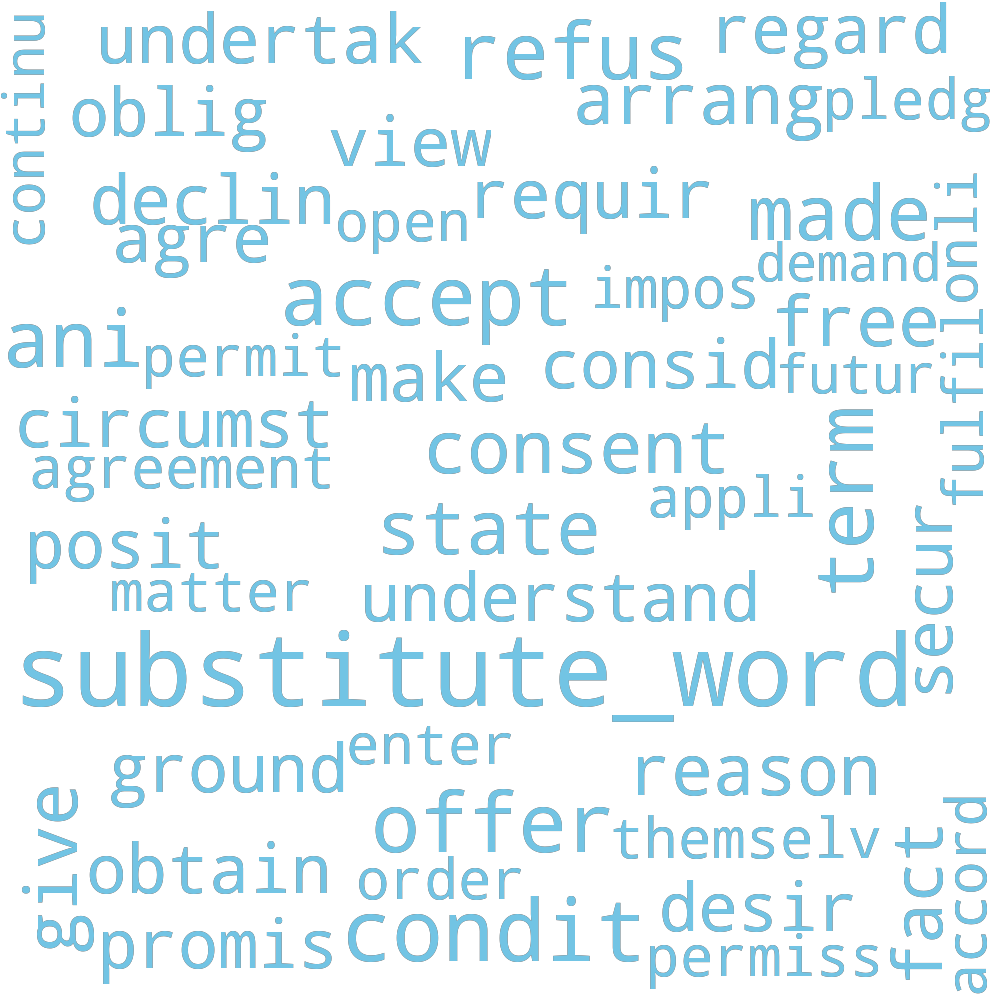 continu
undertak
refus
regard
oblig
arrang
pledg
view
declin
requir
open
made
onli
agre
demand
accept
impos
free
ani
permit
make
consid
futur
fulfil
circumst
agreement
consent
term
appli
state
posit
secur
matter
understand
substitute_word
enter
ground
reason
give
offer
themselv
fact
accord
obtain
order
desir
promis
condit
permiss